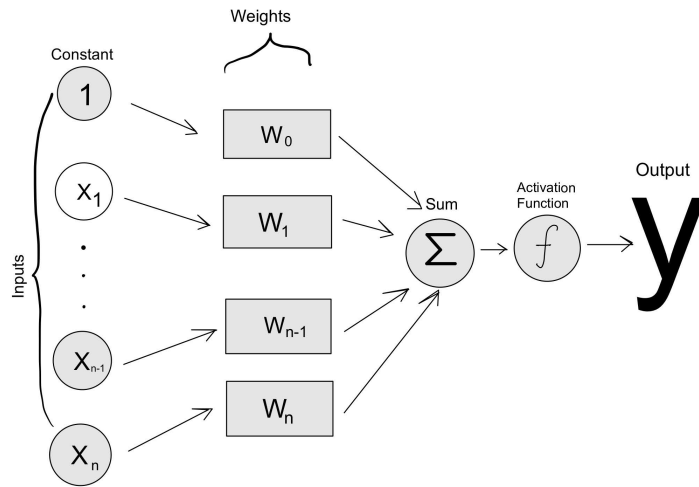 Weights
Constant
1
W₀
X₁
W₁
Inputs
Sum
Σ
Activation
Function
f
Output
y
Xₙ₋₁
Wₙ₋₁
Xₙ
Wₙ